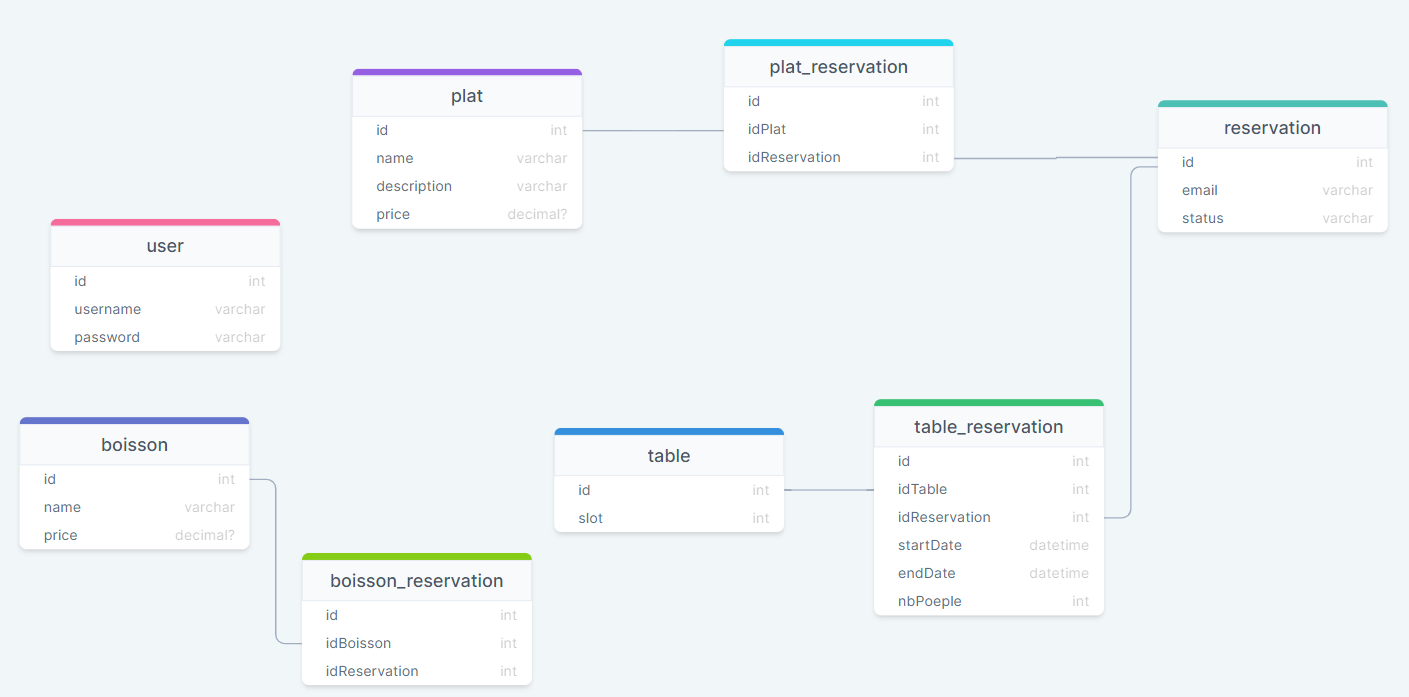 plat
id int
name varchar
description varchar
price decimal?
plat_reservation
id int
idPlat int
idReservation int
reservation
id int
email varchar
status varchar
user
id int
username varchar
password varchar
boisson
id int
name varchar
price decimal?
boisson_reservation
id int
idBoisson int
idReservation int
table
id int
slot int
table_reservation
id int
idTable int
idReservation int
startDate datetime
endDate datetime
nbPoeple int